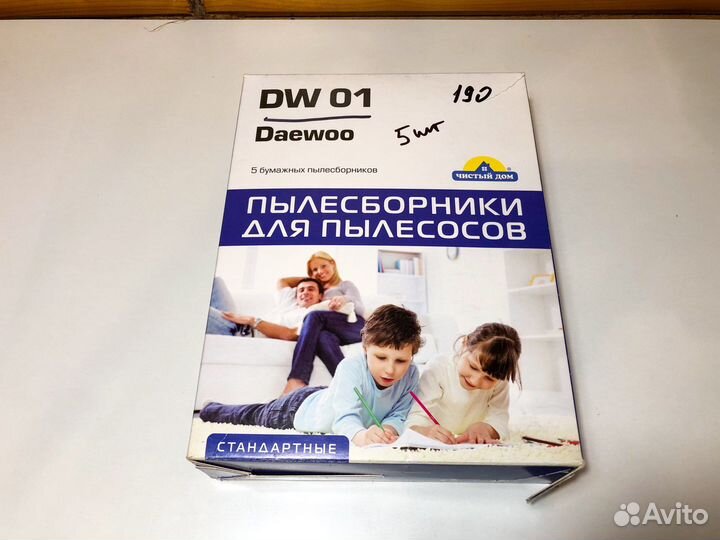 DW 01
190
Daewoo
5 шт
5 бумажных пылесборников
ЧИСТЫЙ ДОМ
ПЫЛЕСБОРНИКИ
ДЛЯ ПЫЛЕСОСОВ
СТАНДАРТНЫЕ
Avito